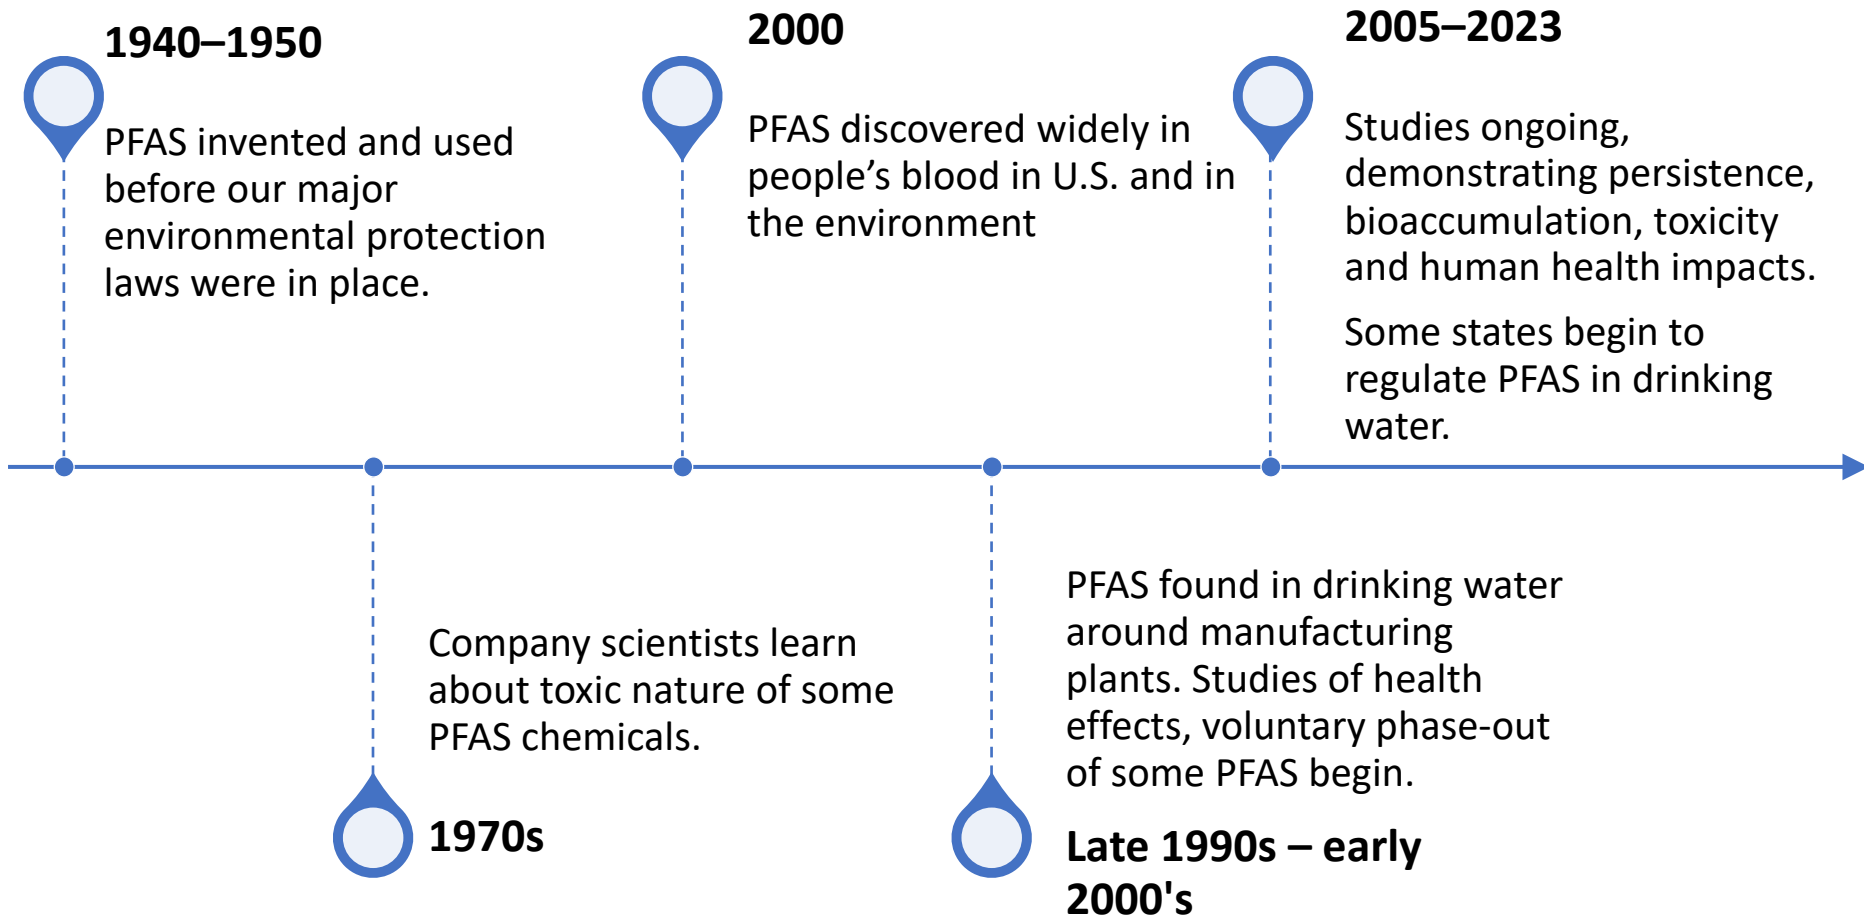 1940–1950
PFAS invented and used
before our major
environmental protection
laws were in place.
Company scientists learn
about toxic nature of some
PFAS chemicals.
1970s
2000
PFAS discovered widely in
people’s blood in U.S. and in
the environment
PFAS found in drinking water
around manufacturing
plants. Studies of health
effects, voluntary phase-out
of some PFAS begin.
Late 1990s – early
2000's
2005–2023
Studies ongoing,
demonstrating persistence,
bioaccumulation, toxicity
and human health impacts.
Some states begin to
regulate PFAS in drinking
water.